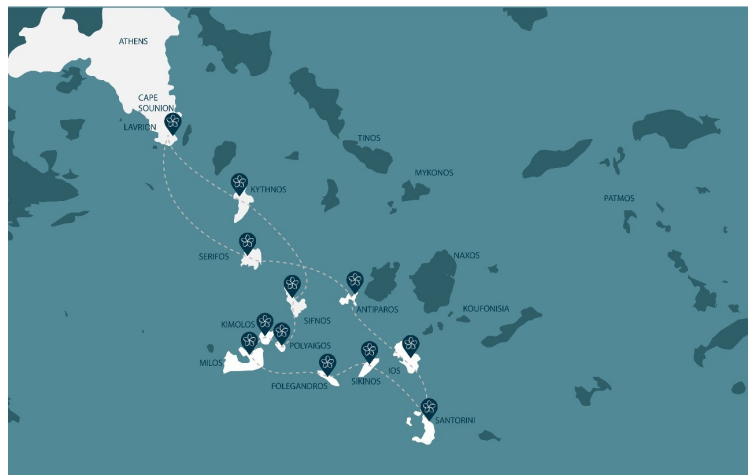 ATHENS
CAPE
SOUNION
LAVRION
TINOS
MYKONOS
KYTHNOS
PATMOS
SERIFOS
NAXOS
ANTIPAROS
KOUFONISIA
SIFNOS
KIMOLOS
POLYAIGOS
MILOS
IOS
FOLEGANDROS
SIKINOS
SANTORINI